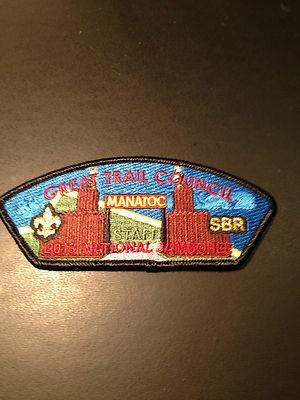 GREAT TRAIL COUNCIL
MANATOC
SBR
STAFF
2013 NATIONAL JAMBOREE